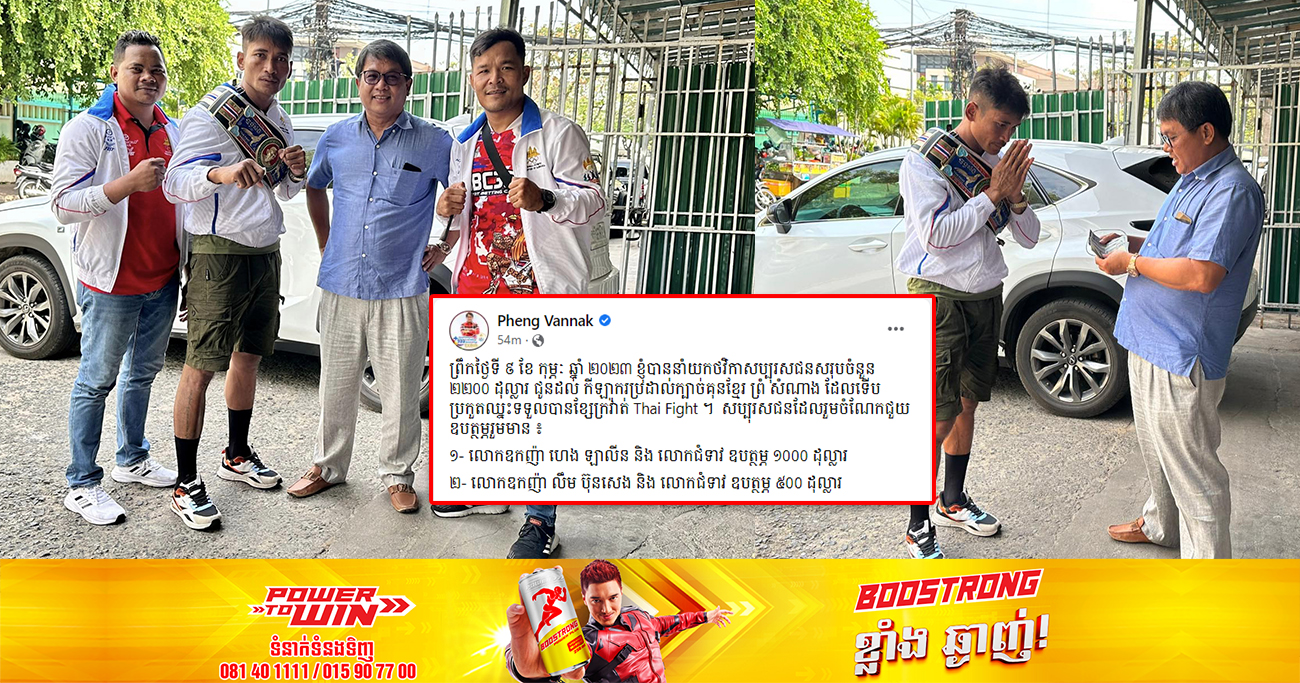 BCS
Pheng Vannak
54m
ព្រឹកថ្ងៃទី ៩ ខែ កុម្ភៈ ឆ្នាំ ២០២៣ ខ្ញុំបាននាំយកថវិកាសប្បុរសជនសរុបចំនួន
២២០០ ដុល្លារ ជូនដល់ កីឡាករប្រដាល់ក្បាច់គុនខ្មែរ ព្រំ សំណាង ដែលទើប
ប្រកួតឈ្នះទទួលបានខ្សែក្រវ៉ាត់ Thai Fight ។ សប្បុរសជនដែលរួមចំណែកជួយ
ឧបត្ថម្ភរួមមាន ៖
១- លោកឧកញ៉ា ហេង ឡាលីន និង លោកជំទាវ ឧបត្ថម្ភ ១០០០ ដុល្លារ
២- លោកឧកញ៉ា លឹម ប៊ុនសេង និង លោកជំទាវ ឧបត្ថម្ភ ៥០០ ដុល្លារ
POWER
TO WIN
ទំនាក់ទំនងទិញ
081 40 1111 / 015 90 77 00
BOOSTRONG
BOOSTRONG
ខ្លាំង ឆ្ងាញ់!